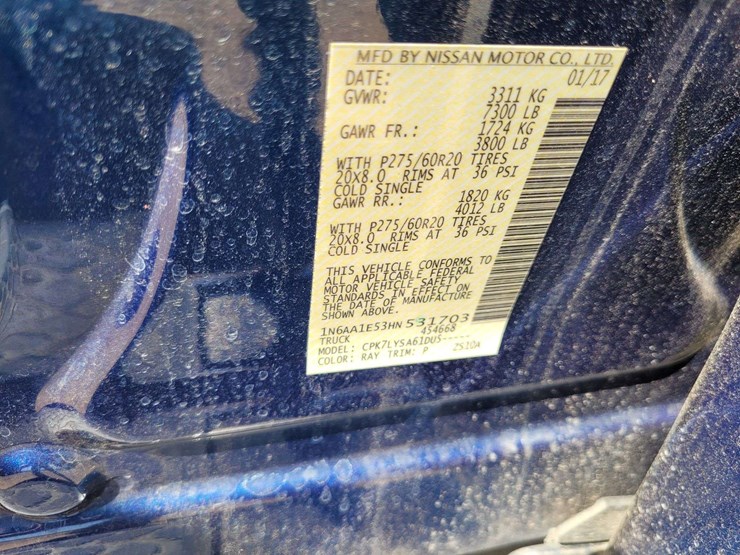 MFD BY NISSAN MOTOR CO., LTD.
DATE: 01/17
GVWR: 3311 KG
7300 LB
GAWR FR.: 1724 KG
3800 LB
WITH P275/60R20 TIRES
20X8.0 RIMS AT 36 PSI
COLD SINGLE
GAWR RR.: 1820 KG
4012 LB
WITH P275/60R20 TIRES
20X8.0 RIMS AT 36 PSI
COLD SINGLE
THIS VEHICLE CONFORMS TO
ALL APPLICABLE FEDERAL
MOTOR VEHICLE SAFETY
STANDARDS IN EFFECT ON
THE DATE OF MANUFACTURE
SHOWN ABOVE.
1N6AA1E53HN531703
TRUCK 454668
MODEL: CPK7LYSA61DUS-----
COLOR: RAY TRIM: P 2510A